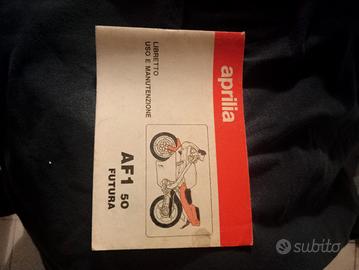 aprilia
LIBRETTO
USO E MANUTENZIONE
AF1 50
FUTURA
subito